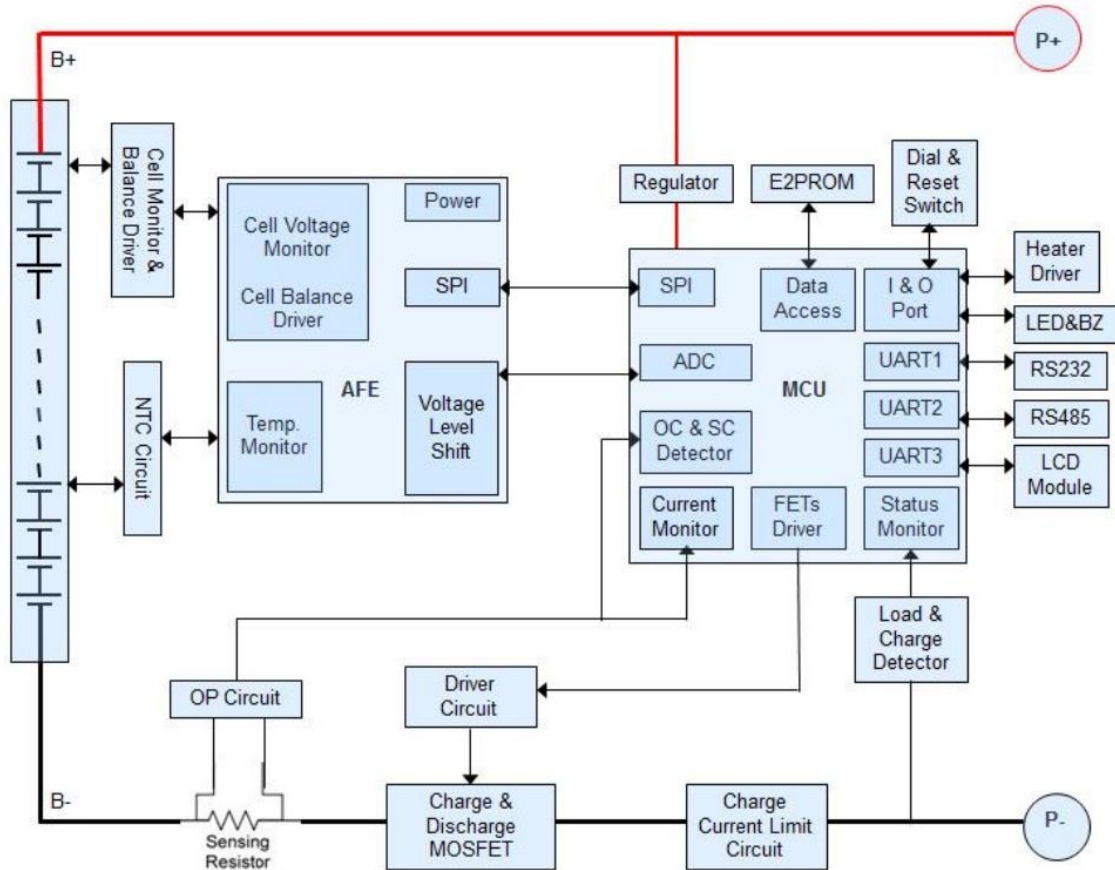 P+
B+
Cell Monitor &
Balance Driver
Regulator
E2PROM
Dial &
Reset
Switch
Cell Voltage
Monitor
Cell Balance
Driver
Power
SPI
AFE
Temp.
Monitor
Voltage
Level
Shift
NTC Circuit
SPI
Data
Access
I & O
Port
Heater
Driver
LED&BZ
ADC
MCU
UART1
RS232
OC & SC
Detector
UART2
RS485
UART3
LCD
Module
Current
Monitor
FETs
Driver
Status
Monitor
Load &
Charge
Detector
OP Circuit
Driver
Circuit
B-
Sensing
Resistor
Charge &
Discharge
MOSFET
Charge
Current Limit
Circuit
P-